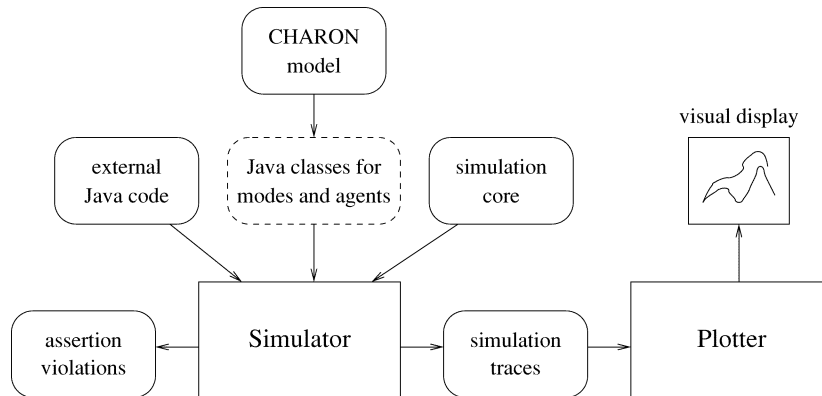 CHARON
model
visual display
external
Java code
Java classes for
modes and agents
simulation
core
assertion
violations
Simulator
simulation
traces
Plotter